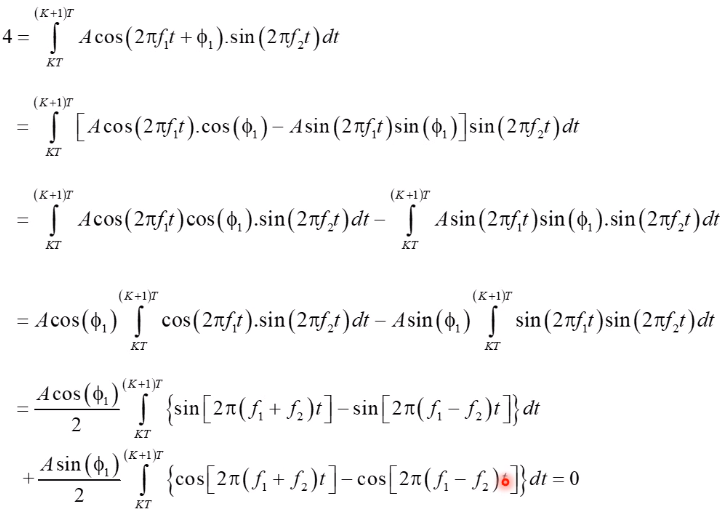 4 = ∫_{KT}^{(K+1)T} A cos(2πf₁t + ϕ₁).sin(2πf₂t)dt
= ∫_{KT}^{(K+1)T} [A cos(2πf₁t).cos(ϕ₁) − A sin(2πf₁t)sin(ϕ₁)]sin(2πf₂t)dt
= ∫_{KT}^{(K+1)T} A cos(2πf₁t)cos(ϕ₁).sin(2πf₂t)dt − ∫_{KT}^{(K+1)T} A sin(2πf₁t)sin(ϕ₁).sin(2πf₂t)dt
= A cos(ϕ₁) ∫_{KT}^{(K+1)T} cos(2πf₁t).sin(2πf₂t)dt − A sin(ϕ₁) ∫_{KT}^{(K+1)T} sin(2πf₁t)sin(2πf₂t)dt
= A cos(ϕ₁)/2 ∫_{KT}^{(K+1)T} {sin[2π(f₁ + f₂)t] − sin[2π(f₁ − f₂)t]}dt
+ A sin(ϕ₁)/2 ∫_{KT}^{(K+1)T} {cos[2π(f₁ + f₂)t] − cos[2π(f₁ − f₂)]}dt = 0